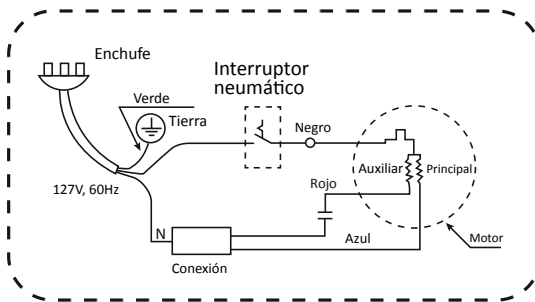 Enchufe
Interruptor
neumático
Verde
Tierra
Negro
127V, 60Hz
Auxiliar
Principal
Rojo
N
Azul
Motor
Conexión